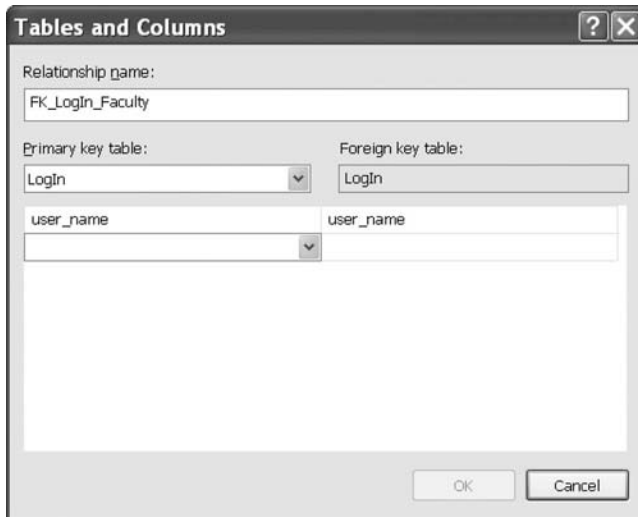 Tables and Columns
Relationship name:
FK_LogIn_Faculty
Primary key table:
Foreign key table:
LogIn
LogIn
user_name
user_name
OK
Cancel